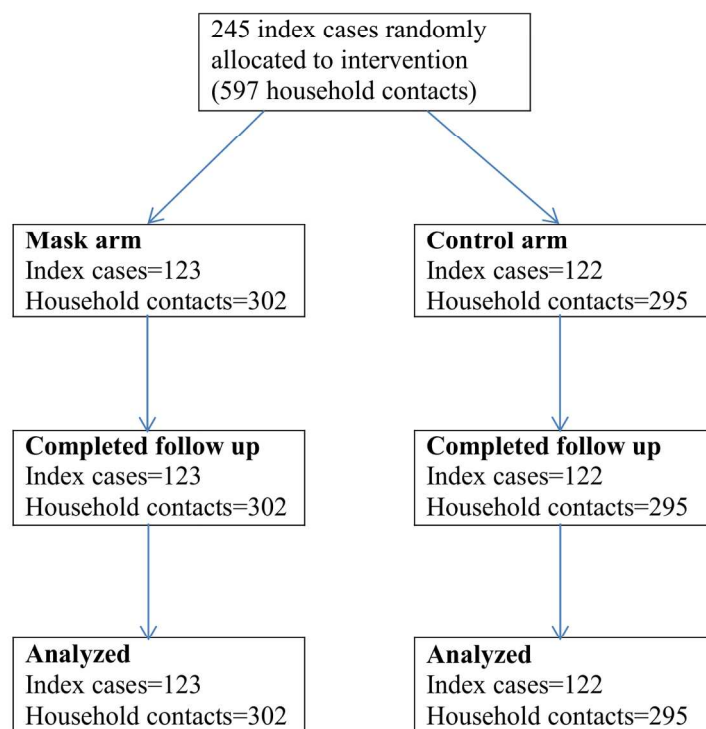 245 index cases randomly
allocated to intervention
(597 household contacts)
Mask arm
Index cases=123
Household contacts=302
Control arm
Index cases=122
Household contacts=295
Completed follow up
Index cases=123
Household contacts=302
Completed follow up
Index cases=122
Household contacts=295
Analyzed
Index cases=123
Household contacts=302
Analyzed
Index cases=122
Household contacts=295